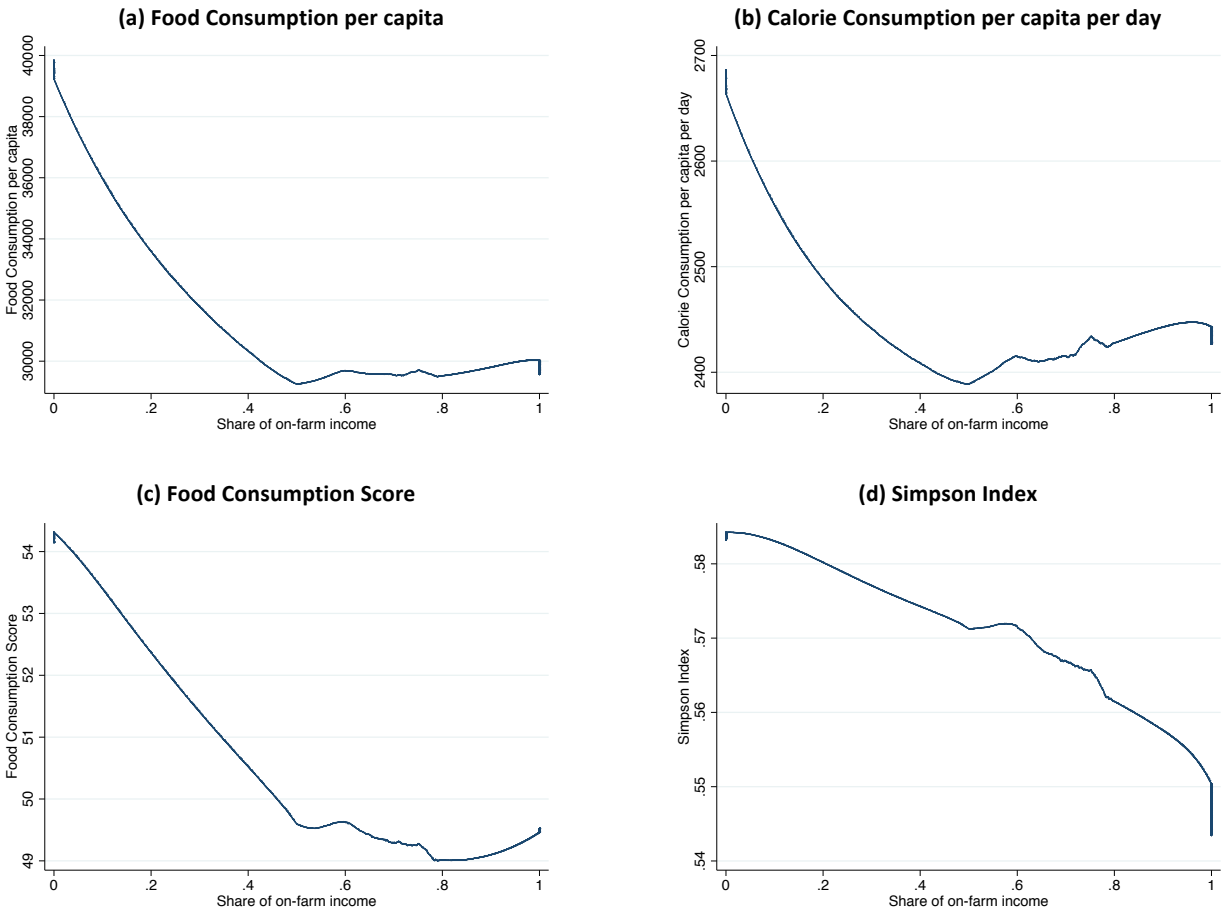 (a) Food Consumption per capita
Food Consumption per capita
40000
38000
36000
34000
32000
30000
0 .2 .4 .6 .8 1
Share of on-farm income
(b) Calorie Consumption per capita per day
Calorie Consumption per capita per day
2700
2600
2500
2400
0 .2 .4 .6 .8 1
Share of on-farm income
(c) Food Consumption Score
Food Consumption Score
54
53
52
51
50
49
0 .2 .4 .6 .8 1
Share of on-farm income
(d) Simpson Index
Simpson Index
.58
.57
.56
.55
.54
0 .2 .4 .6 .8 1
Share of on-farm income